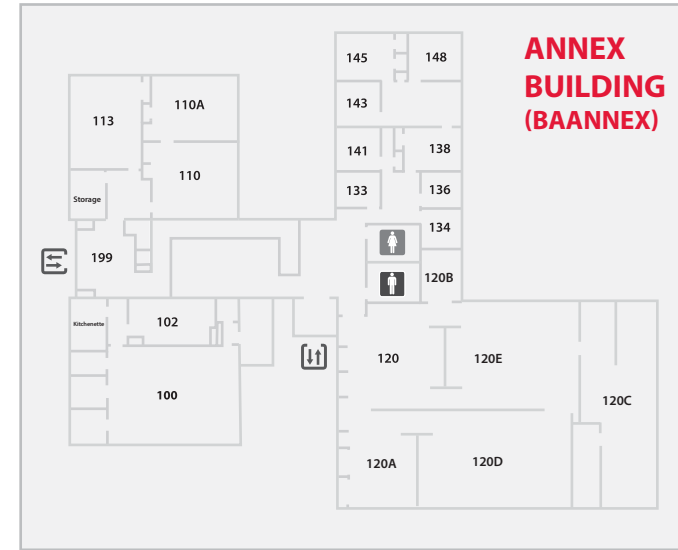 ANNEX
BUILDING
(BAANNEX)
145
148
110A
143
113
141
138
110
133
136
Storage
134
199
120B
Kitchenette
102
120
120E
100
120C
120A
120D